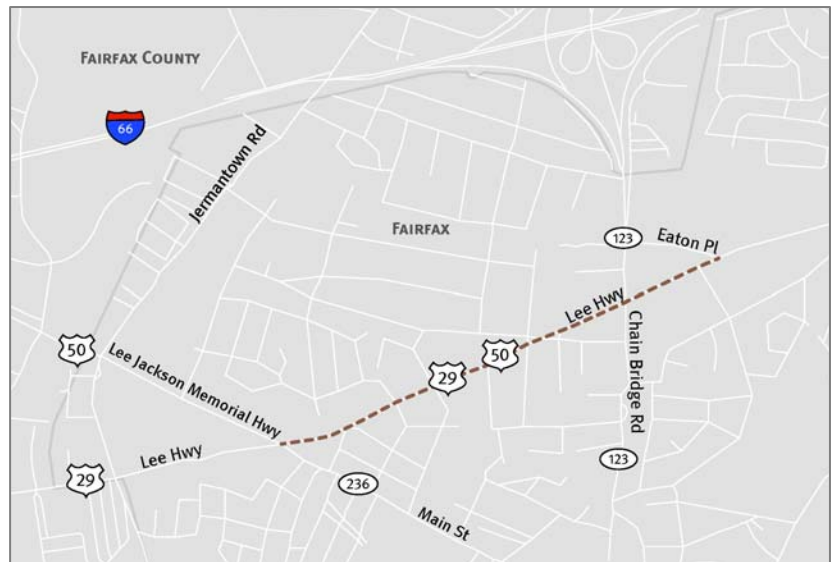 FAIRFAX COUNTY
66
Jermantown Rd
FAIRFAX
123
Eaton Pl
Lee Hwy
50
50
Chain Bridge Rd
Lee Jackson Memorial Hwy
29
Lee Hwy
29
123
236
Main St